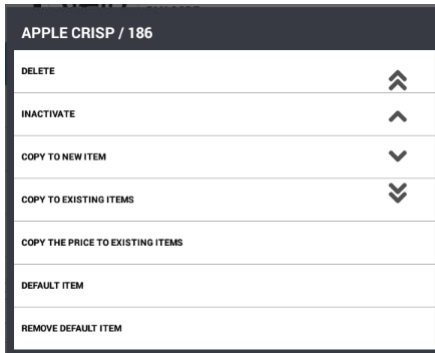 APPLE CRISP / 186
DELETE
INACTIVATE
COPY TO NEW ITEM
COPY TO EXISTING ITEMS
COPY THE PRICE TO EXISTING ITEMS
DEFAULT ITEM
REMOVE DEFAULT ITEM